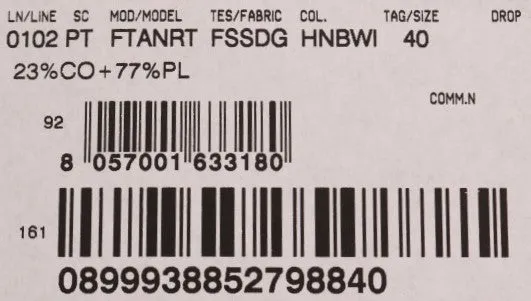 LN/LINE SC MOD/MODEL TES/FABRIC COL. TAG/SIZE DROP
0102 PT FTANRT FSSDG HNBWI 40
23%CO+77%PL
COMM.N
92
8 057001 633180
161
0899938852798840